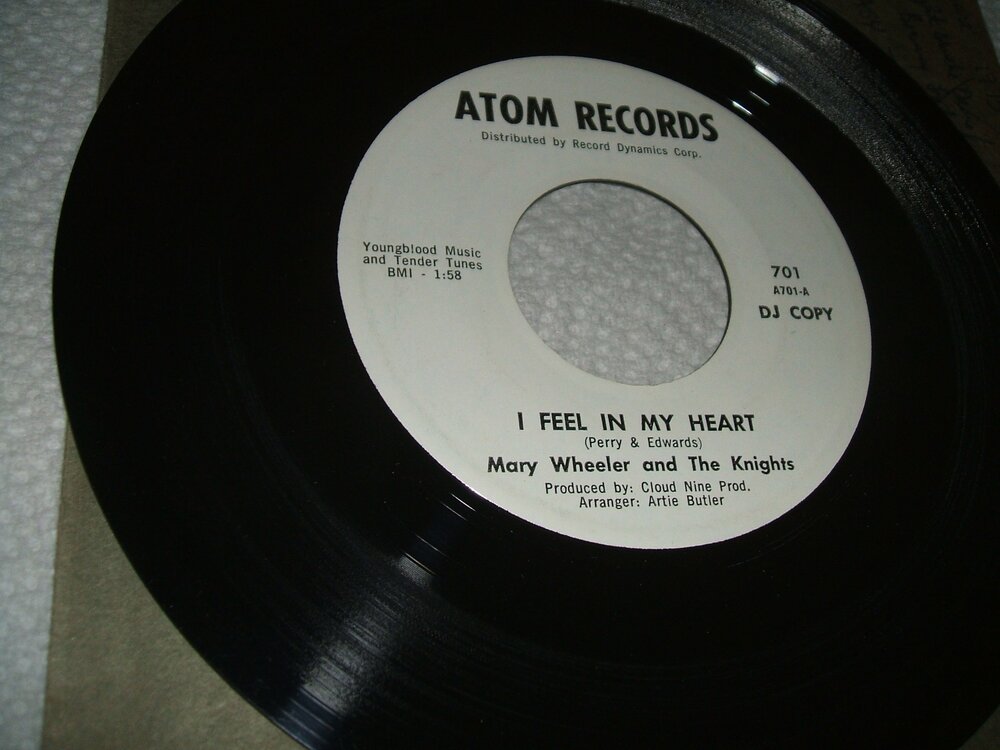 ATOM RECORDS
Distributed by Record Dynamics Corp.
Youngblood Music
and Tender Tunes
BMI - 1:58
701
A701-A
DJ COPY
I FEEL IN MY HEART
(Perry & Edwards)
Mary Wheeler and The Knights
Produced by: Cloud Nine Prod.
Arranger: Artie Butler